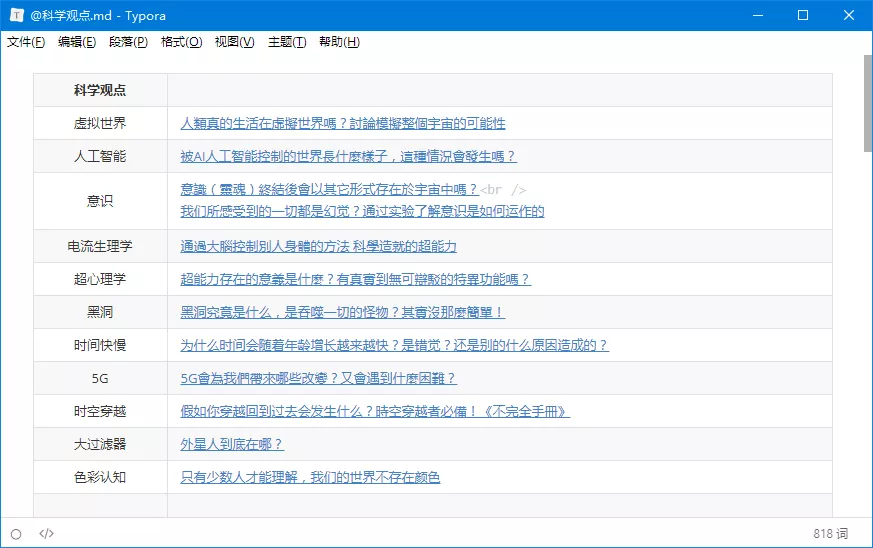 @科学观点.md - Typora
文件(F) 编辑(E) 段落(P) 格式(O) 视图(V) 主题(T) 帮助(H)
科学观点
虚拟世界 人類真的生活在虛擬世界嗎？討論模擬整個宇宙的可能性
人工智能 被AI人工智能控制的世界長什麼樣子，這種情況會發生嗎？
意识 意識（靈魂）終結後會以其它形式存在於宇宙中嗎？<br />
我们所感受到的一切都是幻觉？通过实验了解意识是如何运作的
电流生理学 通過大腦控制別人身體的方法 科學造就的超能力
超心理学 超能力存在的意義是什麼？有真實到無可辯駁的特異功能嗎？
黑洞 黑洞究竟是什么，是吞噬一切的怪物？其實沒那麼簡單！
时间快慢 为什么时间会随着年龄增长越来越快？是错觉？还是别的什么原因造成的？
5G 5G會為我們帶來哪些改變？又會遇到什麼困難？
时空穿越 假如你穿越回到过去会发生什么？時空穿越者必備！《不完全手冊》
大过滤器 外星人到底在哪？
色彩认知 只有少数人才能理解，我们的世界不存在颜色
818 词